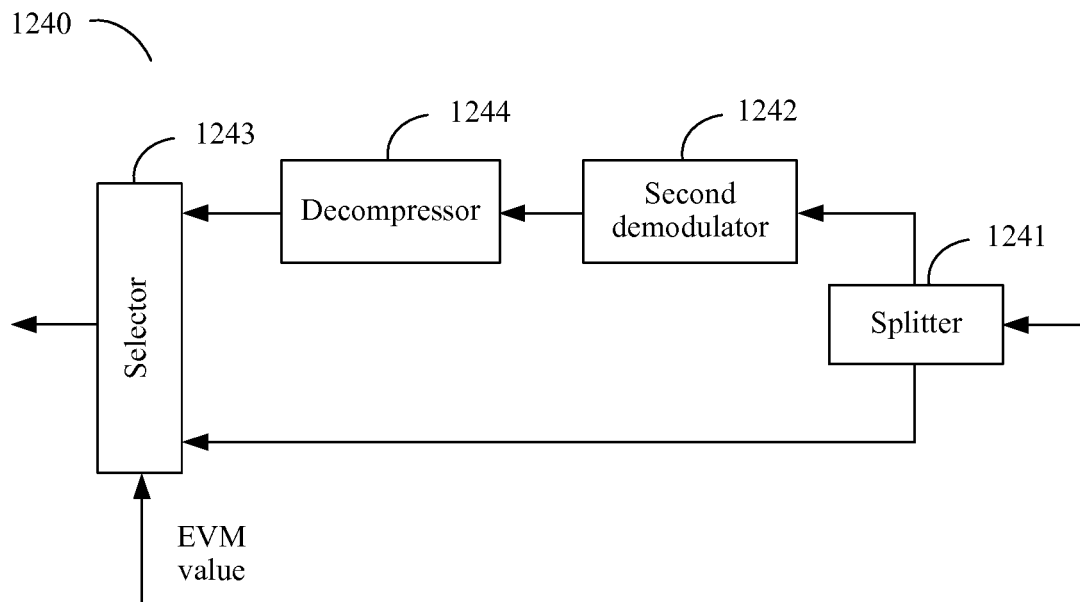 1240
1243
1244
1242
1241
Decompressor
Second
demodulator
Splitter
Selector
EVM
value